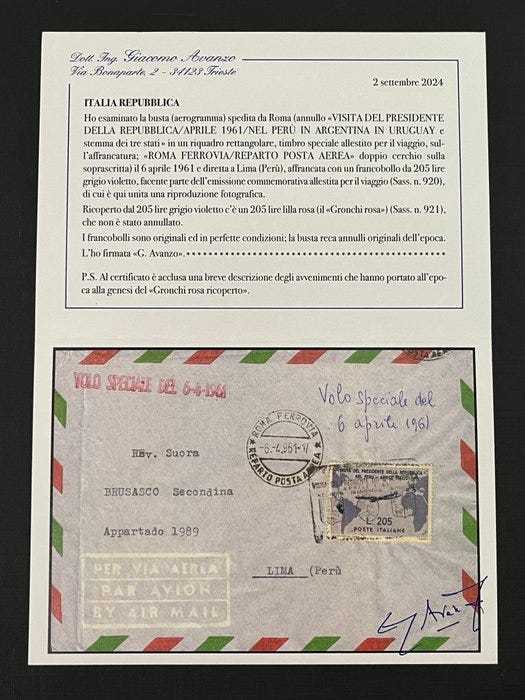 Dott. Ing. Giacomo Avanzo
Via Bonaparte, 2 - 34123 Trieste
2 settembre 2024
ITALIA REPUBBLICA
Ho esaminato la busta (aerogramma) spedita da Roma (annullo «VISITA DEL PRESIDENTE
DELLA REPUBBLICA/APRILE 1961/NEL PERÙ IN ARGENTINA IN URUGUAY e
stemma dei tre stati» in un riquadro rettangolare, timbro speciale allestito per il viaggio, sul-
l'affrancatura; «ROMA FERROVIA/REPARTO POSTA AEREA» doppio cerchio sulla
soprascritta) il 6 aprile 1961 e diretta a Lima (Perù), affrancata con un francobollo da 205 lire
grigio violetto, facente parte dell'emissione commemorativa allestita per il viaggio (Sass. n. 920),
di cui è qui unita una riproduzione fotografica.
Ricoperto dal 205 lire grigio violetto c'è un 205 lire lilla rosa (il «Gronchi rosa») (Sass. n. 921),
che non è stato annullato.
I francobolli sono originali ed in perfette condizioni; la busta reca annulli originali dell'epoca.
L'ho firmata «G. Avanzo».
P.S. Al certificato è acclusa una breve descrizione degli avvenimenti che hanno portato all'epo-
ca alla genesi del «Gronchi rosa ricoperto».
VOLO SPECIALE DEL 6-4-1961
Volo speciale del
6 aprile 1961
ROMA FERROVIA
-6.-4.961-17
REPARTO POSTA AEREA
Rev. Suora
BRUSASCO Secondina
Appartado 1989
LIMA (Perù
VISITA DEL PRESIDENTE DELLA REPUBBLICA
L. 205
POSTE ITALIANE
PER VIA AEREA
PAR AVION
BY AIR MAIL